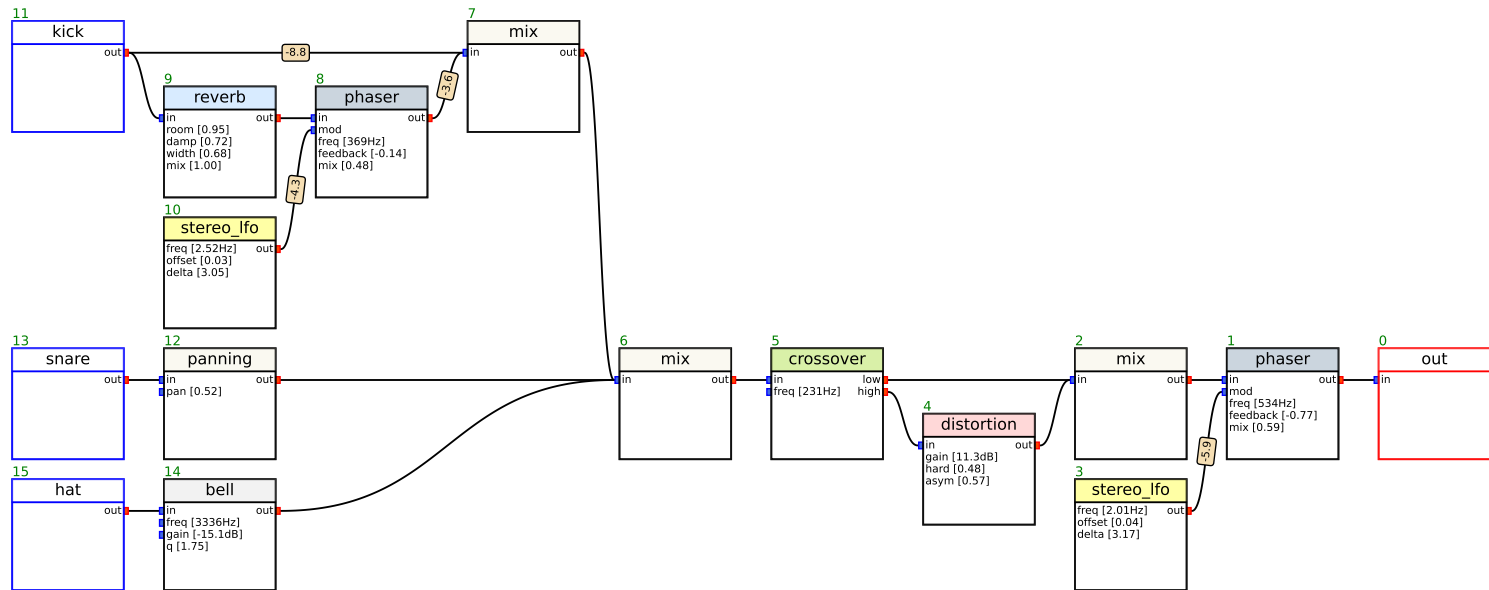 11
kick
out
-8.8
7
mix
in
out
9
reverb
in
out
room [0.95]
damp [0.72]
width [0.68]
mix [1.00]
8
phaser
in
out
mod
freq [369Hz]
feedback [-0.14]
mix [0.48]
-3.6
-4.3
10
stereo_lfo
freq [2.52Hz]
out
offset [0.03]
delta [3.05]
13
snare
out
12
panning
in
out
pan [0.52]
6
mix
in
out
5
crossover
in
low
freq [231Hz]
high
4
distortion
in
out
gain [11.3dB]
hard [0.48]
asym [0.57]
2
mix
in
out
1
phaser
in
out
mod
freq [534Hz]
feedback [-0.77]
mix [0.59]
0
out
in
-5.9
3
stereo_lfo
freq [2.01Hz]
out
offset [0.04]
delta [3.17]
15
hat
out
14
bell
in
out
freq [3336Hz]
gain [-15.1dB]
q [1.75]